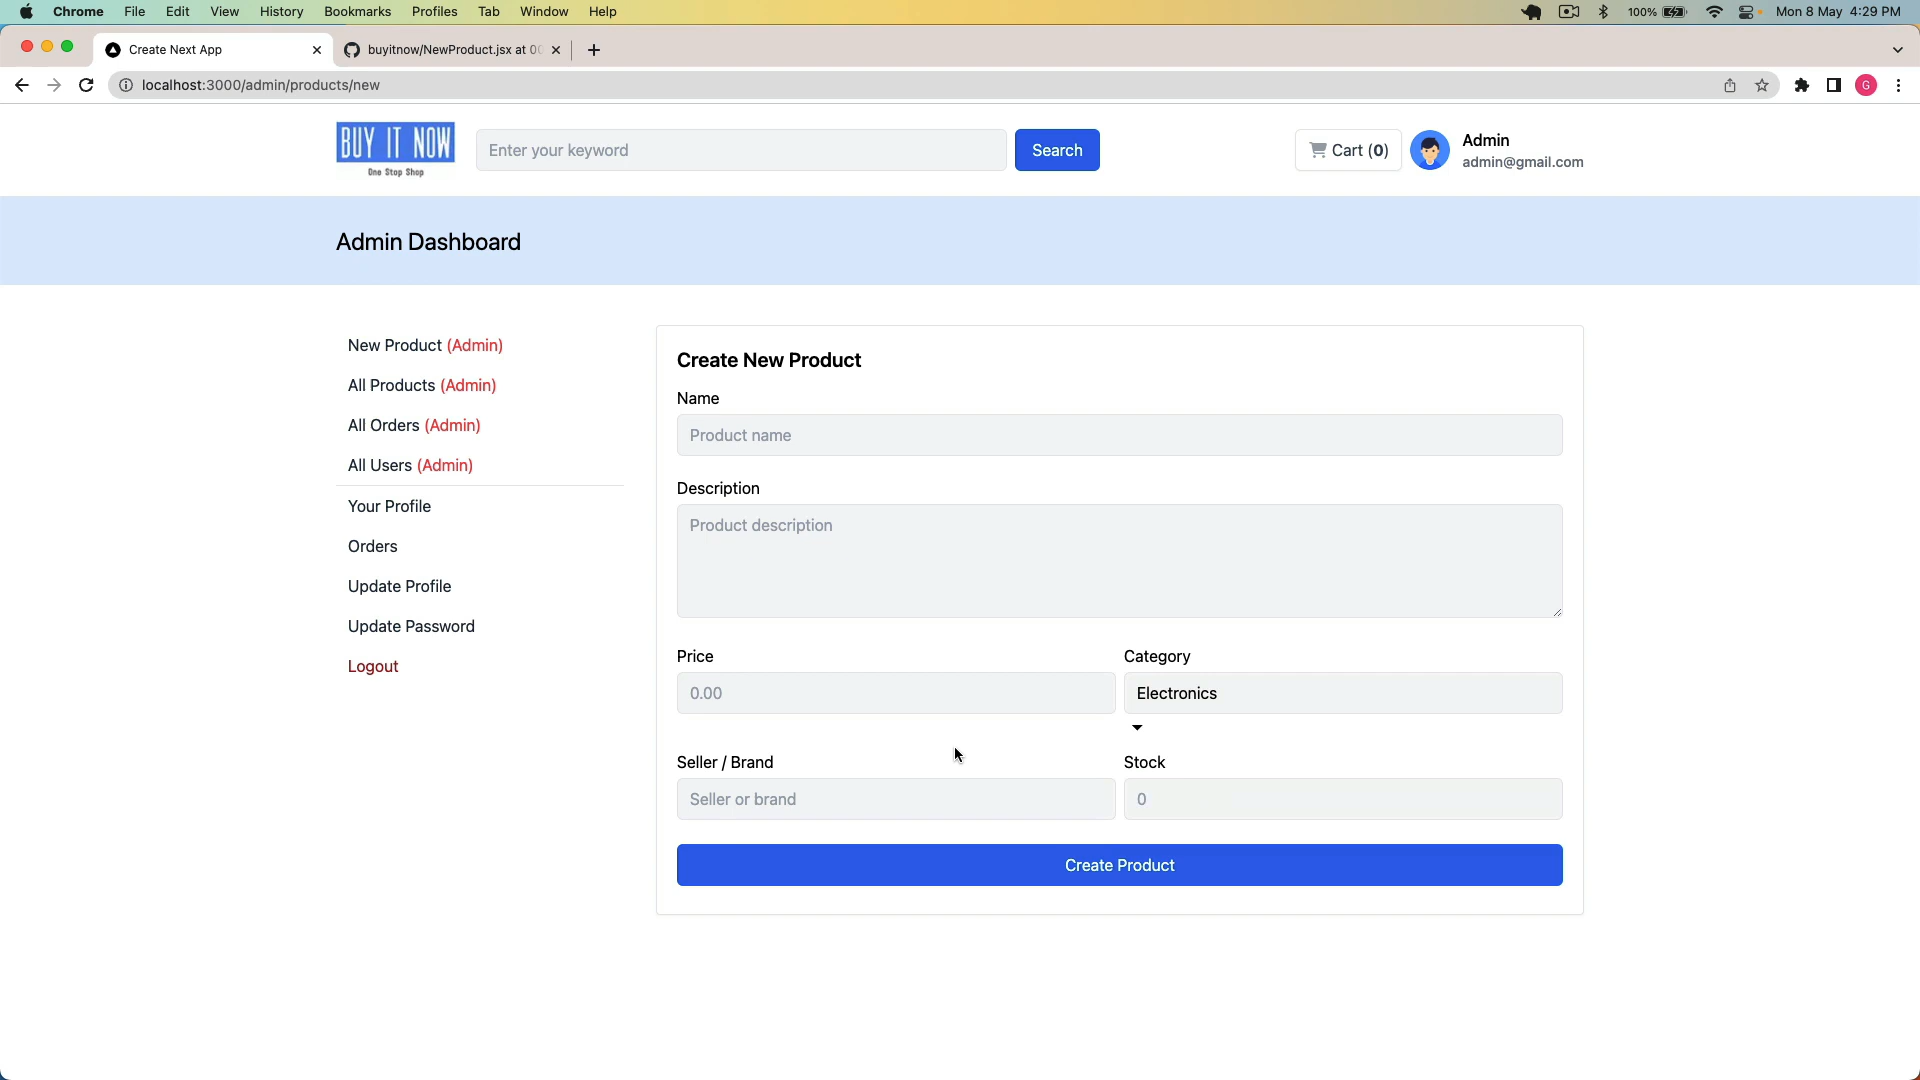 Chrome File Edit View History Bookmarks Profiles Tab Window Help 100% Mon 8 May 4:29 PM
Create Next App buyitnow/NewProduct.jsx at 00
localhost:3000/admin/products/new G
BUY IT NOW
One Stop Shop
Enter your keyword Search Cart (0)
Admin
admin@gmail.com
Admin Dashboard
New Product (Admin)
All Products (Admin)
All Orders (Admin)
All Users (Admin)
Your Profile
Orders
Update Profile
Update Password
Logout
Create New Product
Name
Product name
Description
Product description
Price Category
0.00 Electronics
Seller / Brand Stock
Seller or brand 0
Create Product